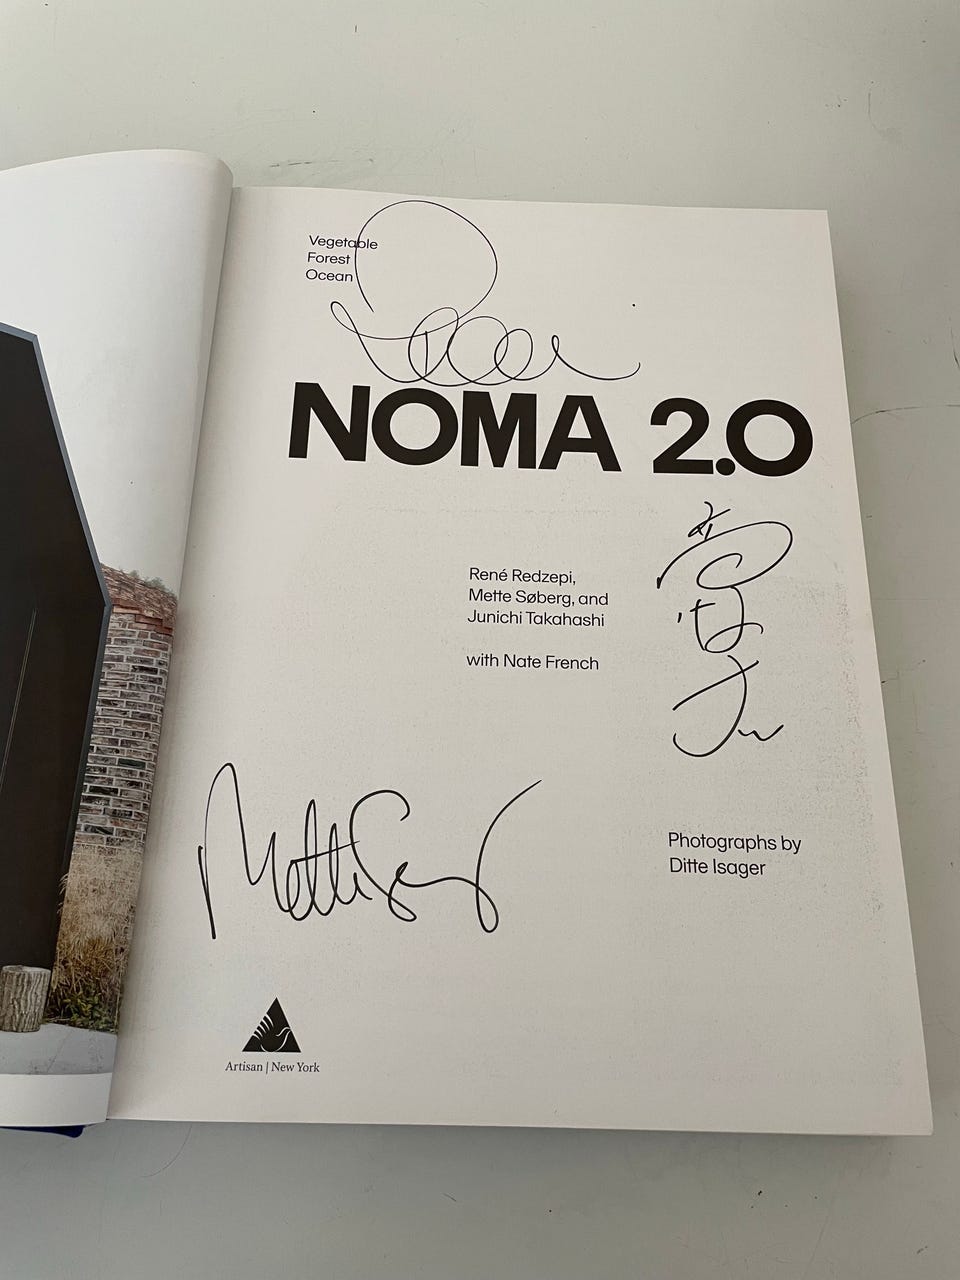 Vegetable
Forest
Ocean
NOMA 2.0
René Redzepi,
Mette Søberg, and
Junichi Takahashi
with Nate French
Mette
Photographs by
Ditte Isager
Artisan | New York